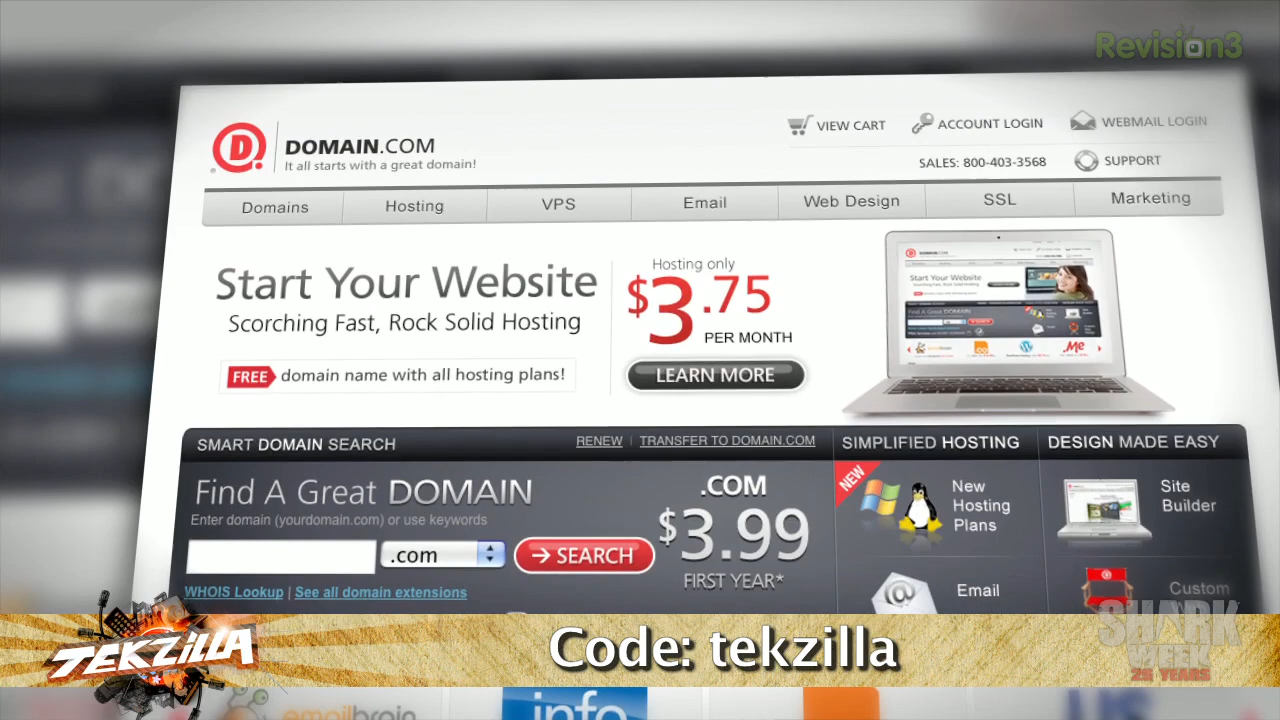 Revision3
DOMAIN.COM
It all starts with a great domain!
VIEW CART
ACCOUNT LOGIN
WEBMAIL LOGIN
SALES: 800-403-3568
SUPPORT
Domains
Hosting
VPS
Email
Web Design
SSL
Marketing
Start Your Website
Scorching Fast, Rock Solid Hosting
FREE domain name with all hosting plans!
Hosting only
$3.75
PER MONTH
LEARN MORE
Start Your Website
SMART DOMAIN SEARCH
RENEW | TRANSFER TO DOMAIN.COM
SIMPLIFIED HOSTING
DESIGN MADE EASY
Find A Great DOMAIN
Enter domain (yourdomain.com) or use keywords
.com
SEARCH
WHOIS Lookup | See all domain extensions
.COM
$3.99
FIRST YEAR*
NEW
New
Hosting
Plans
Site
Builder
Email
Custom
TEKZILLA
Code: tekzilla
SHARK
WEEK
25 YEARS
emailbrain
info